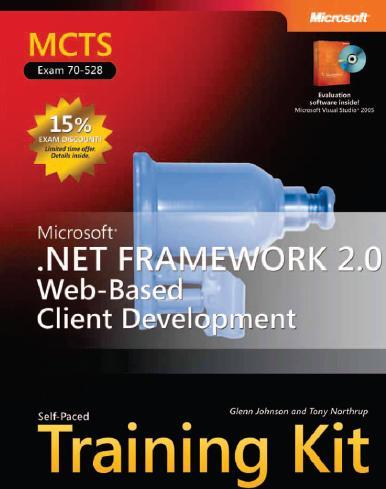 Microsoft®
MCTS
Exam 70-528
Evaluation
software inside!
Microsoft Visual Studio® 2005
15%
EXAM DISCOUNT!
Limited time offer.
Details inside.
Microsoft®
.NET FRAMEWORK 2.0
Web-Based
Client Development
Self-Paced
Glenn Johnson and Tony Northrup
Training Kit